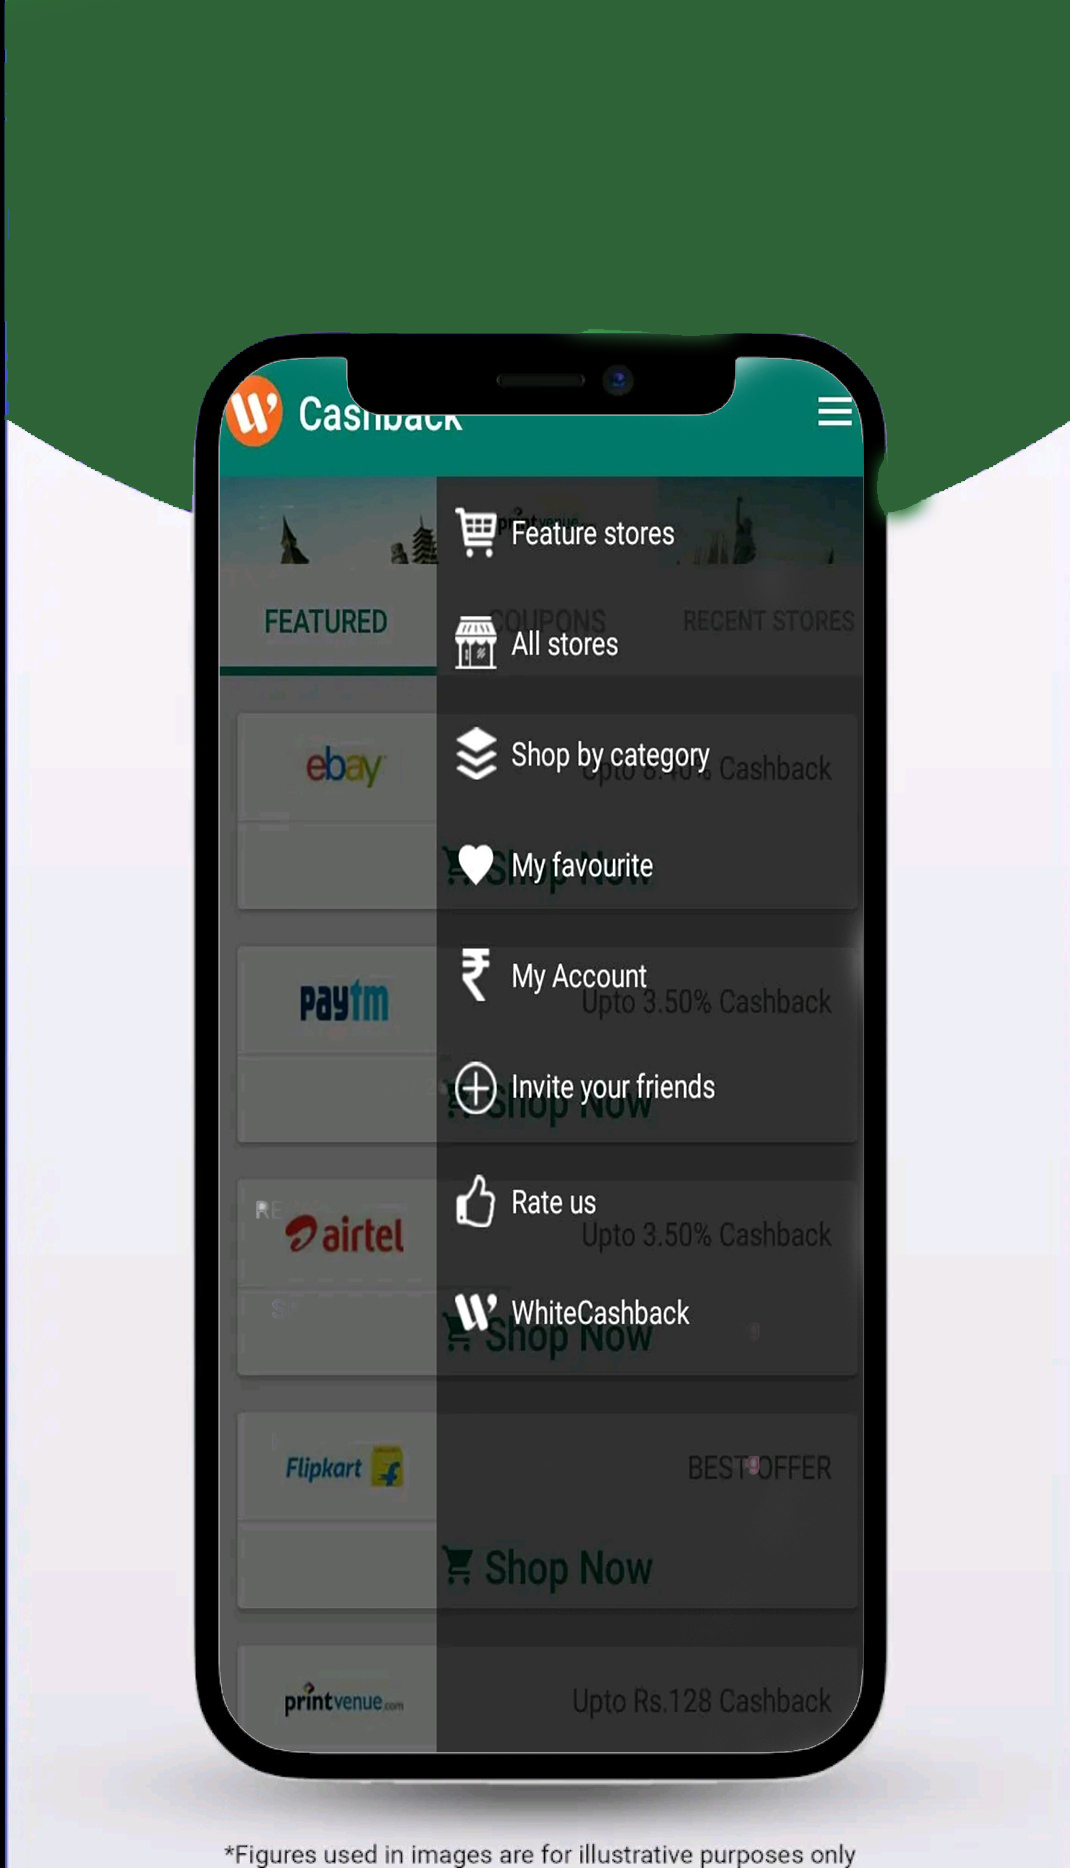 Cashback
printvenue
Feature stores
FEATURED
COUPONS
RECENT STORES
All stores
ebay
Shop by category
Upto 8.40% Cashback
My favourite
Shop Now
paytm
My Account
Upto 3.50% Cashback
Invite your friends
Shop Now
airtel
Rate us
Upto 3.50% Cashback
WhiteCashback
Shop Now
Flipkart
BEST OFFER
Shop Now
printvenue.com
Upto Rs.128 Cashback
*Figures used in images are for illustrative purposes only